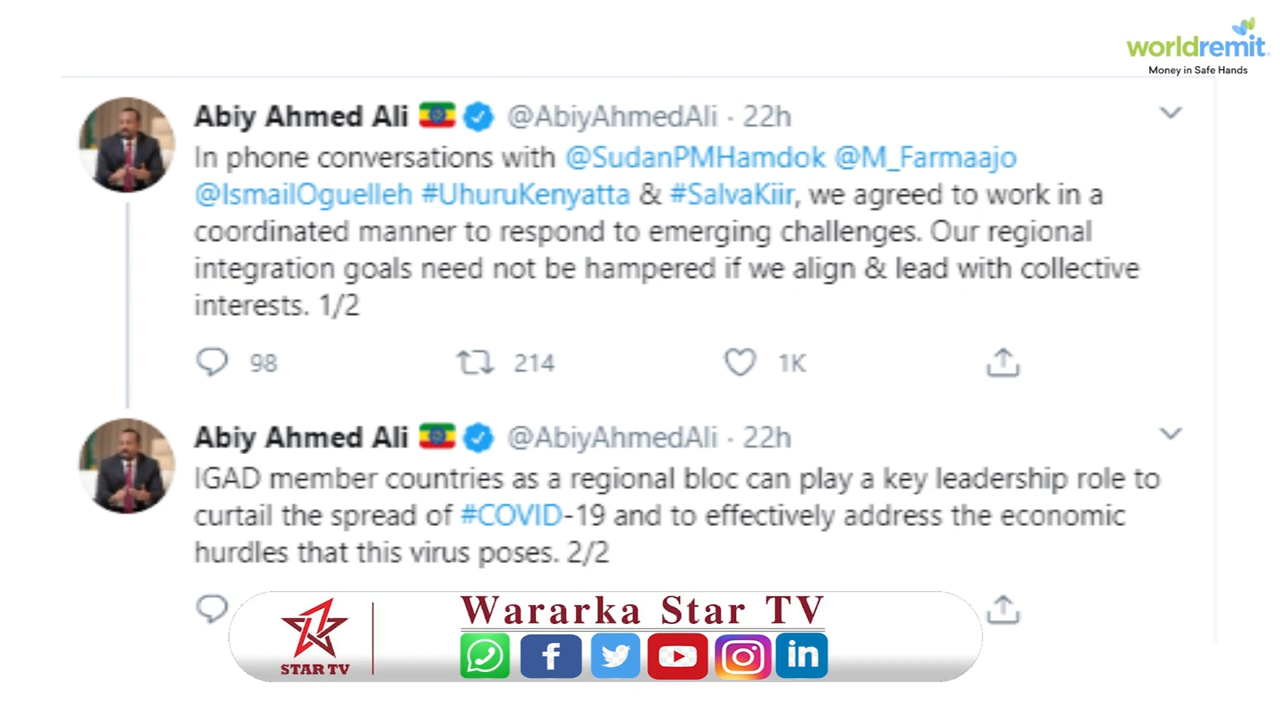 worldremit
Money in Safe Hands
Abiy Ahmed Ali @AbiyAhmedAli · 22h
In phone conversations with @SudanPMHamdok @M_Farmaajo
@IsmailOguelleh #UhuruKenyatta & #SalvaKiir, we agreed to work in a
coordinated manner to respond to emerging challenges. Our regional
integration goals need not be hampered if we align & lead with collective
interests. 1/2
98 214 1K
Abiy Ahmed Ali @AbiyAhmedAli · 22h
IGAD member countries as a regional bloc can play a key leadership role to
curtail the spread of #COVID-19 and to effectively address the economic
hurdles that this virus poses. 2/2
Wararka Star TV
STAR TV